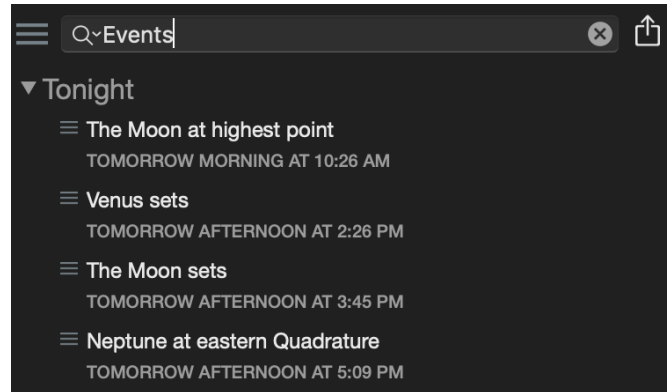 Events
Tonight
The Moon at highest point
TOMORROW MORNING AT 10:26 AM
Venus sets
TOMORROW AFTERNOON AT 2:26 PM
The Moon sets
TOMORROW AFTERNOON AT 3:45 PM
Neptune at eastern Quadrature
TOMORROW AFTERNOON AT 5:09 PM